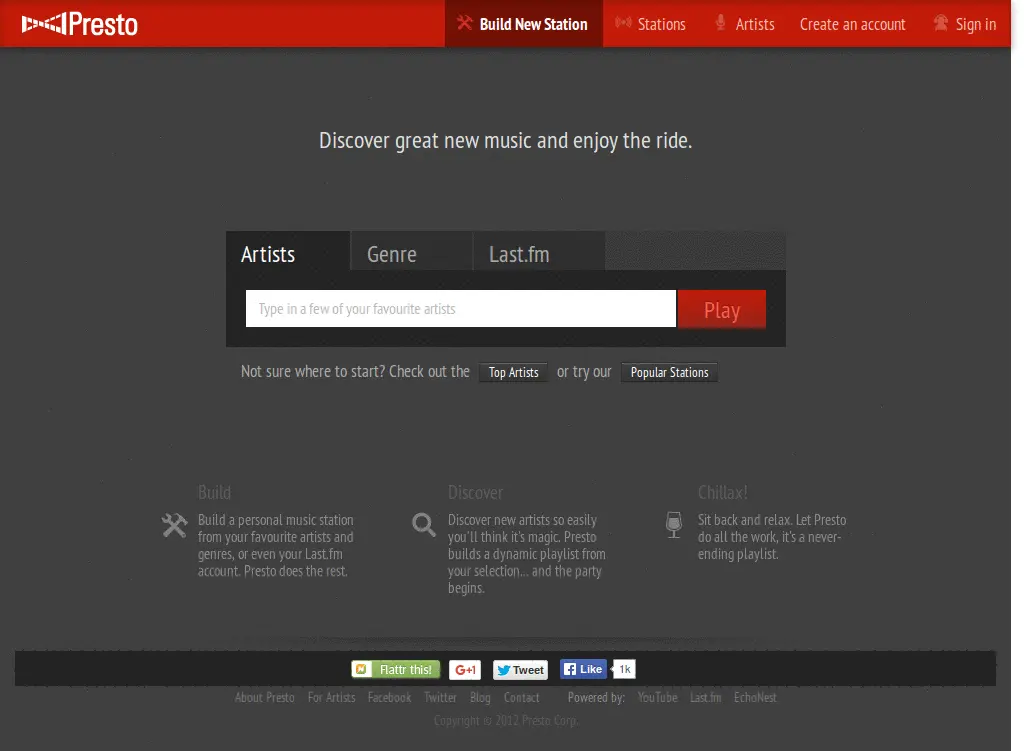 Presto
Build New Station
Stations
Artists
Create an account
Sign in
Discover great new music and enjoy the ride.
Artists
Genre
Last.fm
Type in a few of your favourite artists
Play
Not sure where to start? Check out the Top Artists or try our Popular Stations
Build
Build a personal music station
from your favourite artists and
genres, or even your Last.fm
account. Presto does the rest.
Discover
Discover new artists so easily
you'll think it's magic. Presto
builds a dynamic playlist from
your selection... and the party
begins.
Chillax!
Sit back and relax. Let Presto
do all the work, it's a never-
ending playlist.
Flattr this!
G+1
Tweet
Like
1k
About Presto For Artists Facebook Twitter Blog Contact Powered by: YouTube Last.fm EchoNest
Copyright © 2012 Presto Corp.